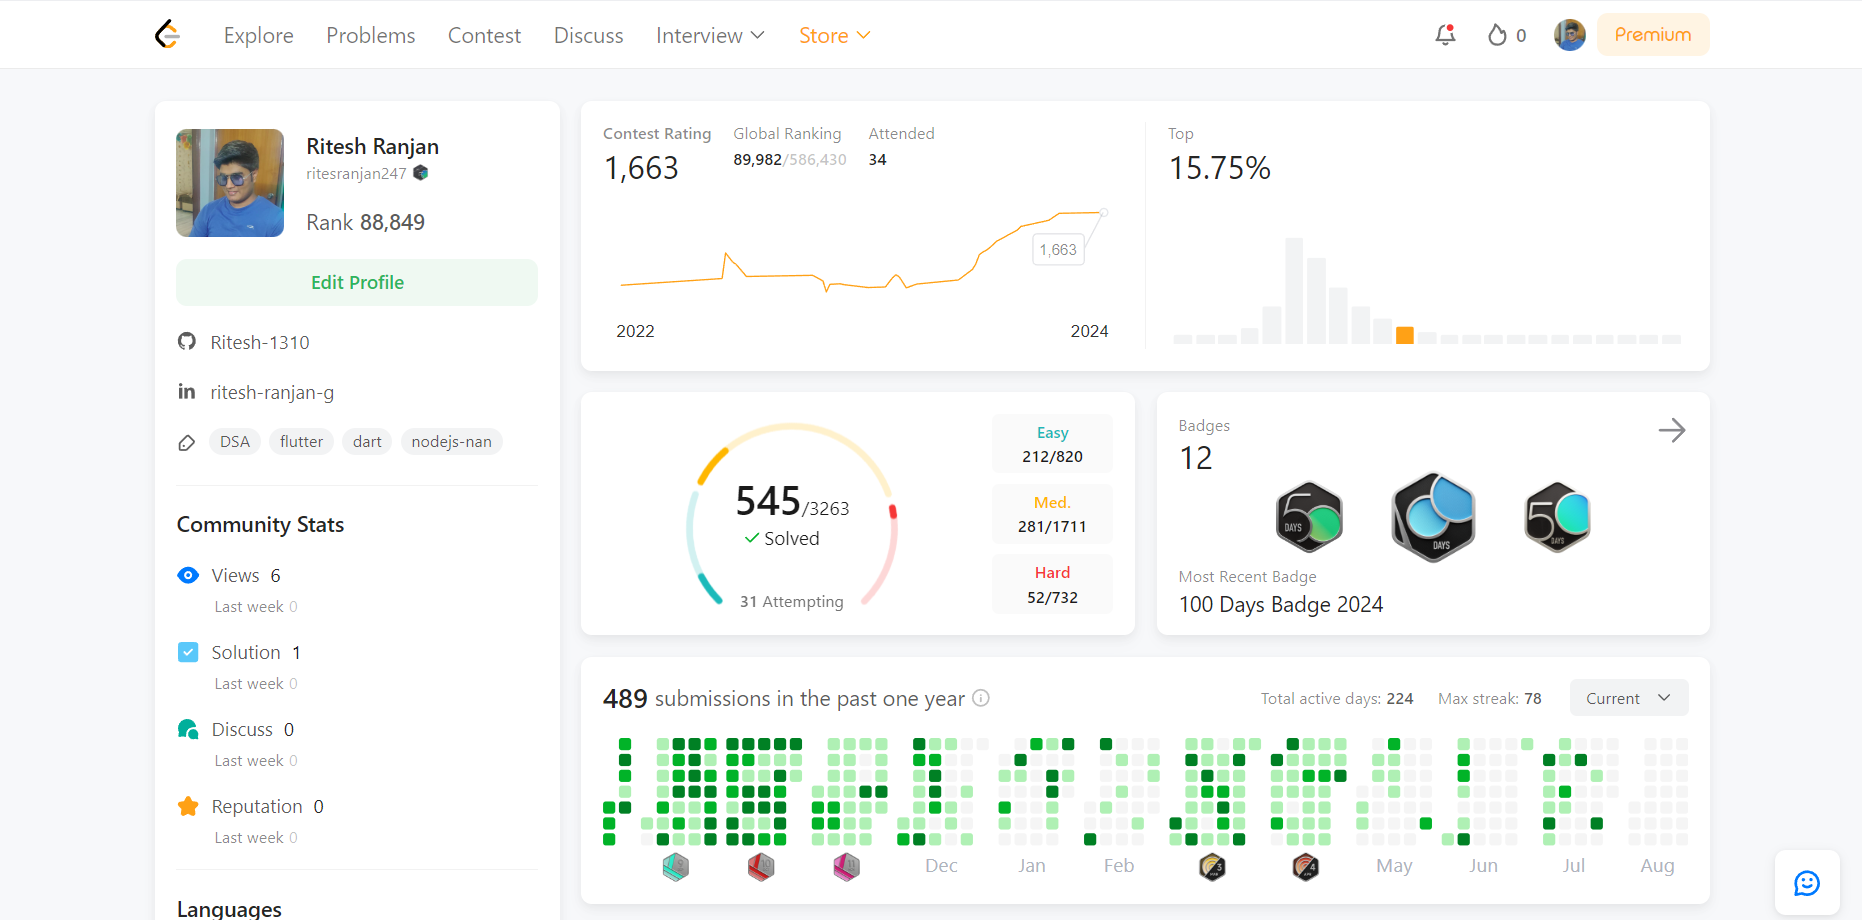 Explore Problems Contest Discuss Interview Store 0 Premium
Ritesh Ranjan
ritesranjan247
Rank 88,849
Edit Profile
Ritesh-1310
ritesh-ranjan-g
DSA flutter dart nodejs-nan
Community Stats
Views 6
Last week 0
Solution 1
Last week 0
Discuss 0
Last week 0
Reputation 0
Last week 0
Languages
Contest Rating Global Ranking Attended
1,663 89,982/586,430 34
1,663
2022 2024
Top
15.75%
545/3263
Solved
31 Attempting
Easy
212/820
Med.
281/1711
Hard
52/732
Badges
12
50 DAYS
DAYS
50 DAYS
Most Recent Badge
100 Days Badge 2024
489 submissions in the past one year
Total active days: 224 Max streak: 78 Current
Dec Jan Feb May Jun Jul Aug